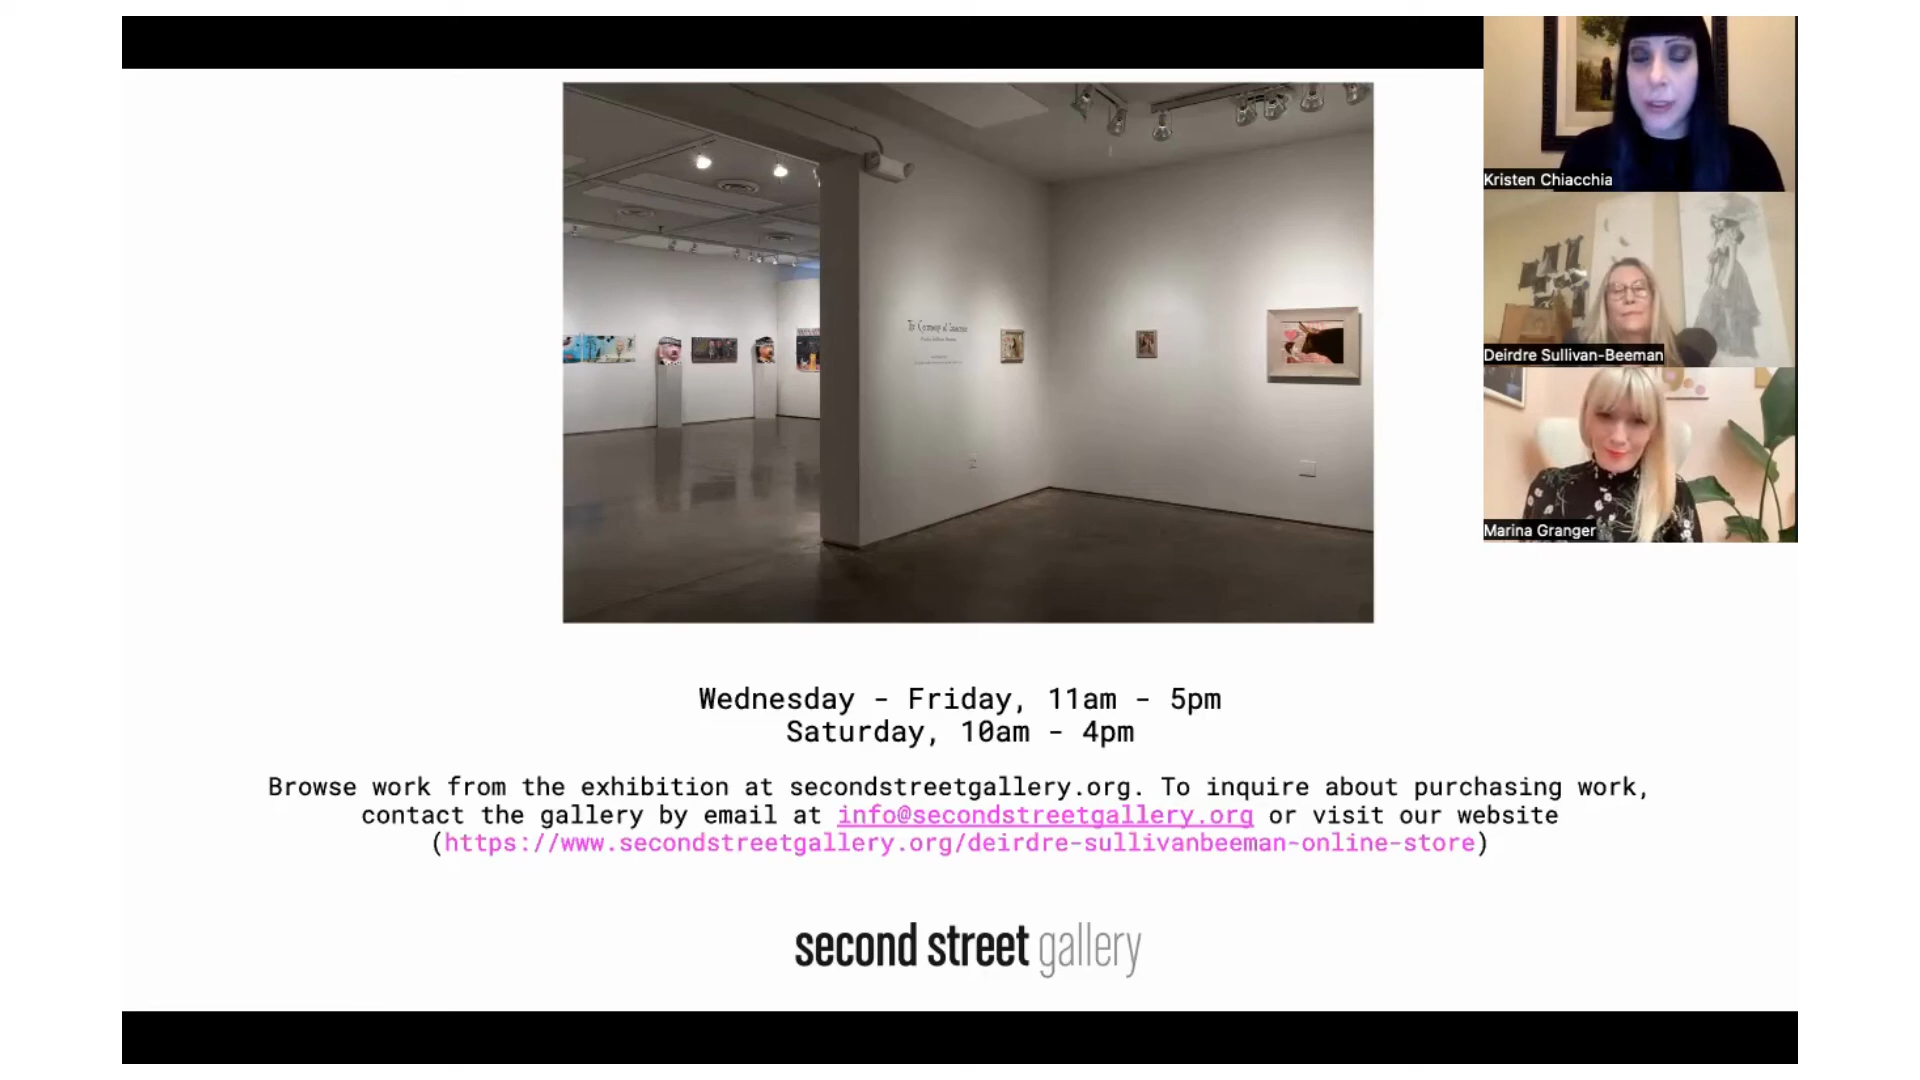 Kristen Chiacchia
Deirdre Sullivan-Beeman
Marina Granger
Wednesday - Friday, 11am - 5pm
Saturday, 10am - 4pm
Browse work from the exhibition at secondstreetgallery.org. To inquire about purchasing work,
contact the gallery by email at info@secondstreetgallery.org or visit our website
(https://www.secondstreetgallery.org/deirdre-sullivanbeeman-online-store)
second street gallery